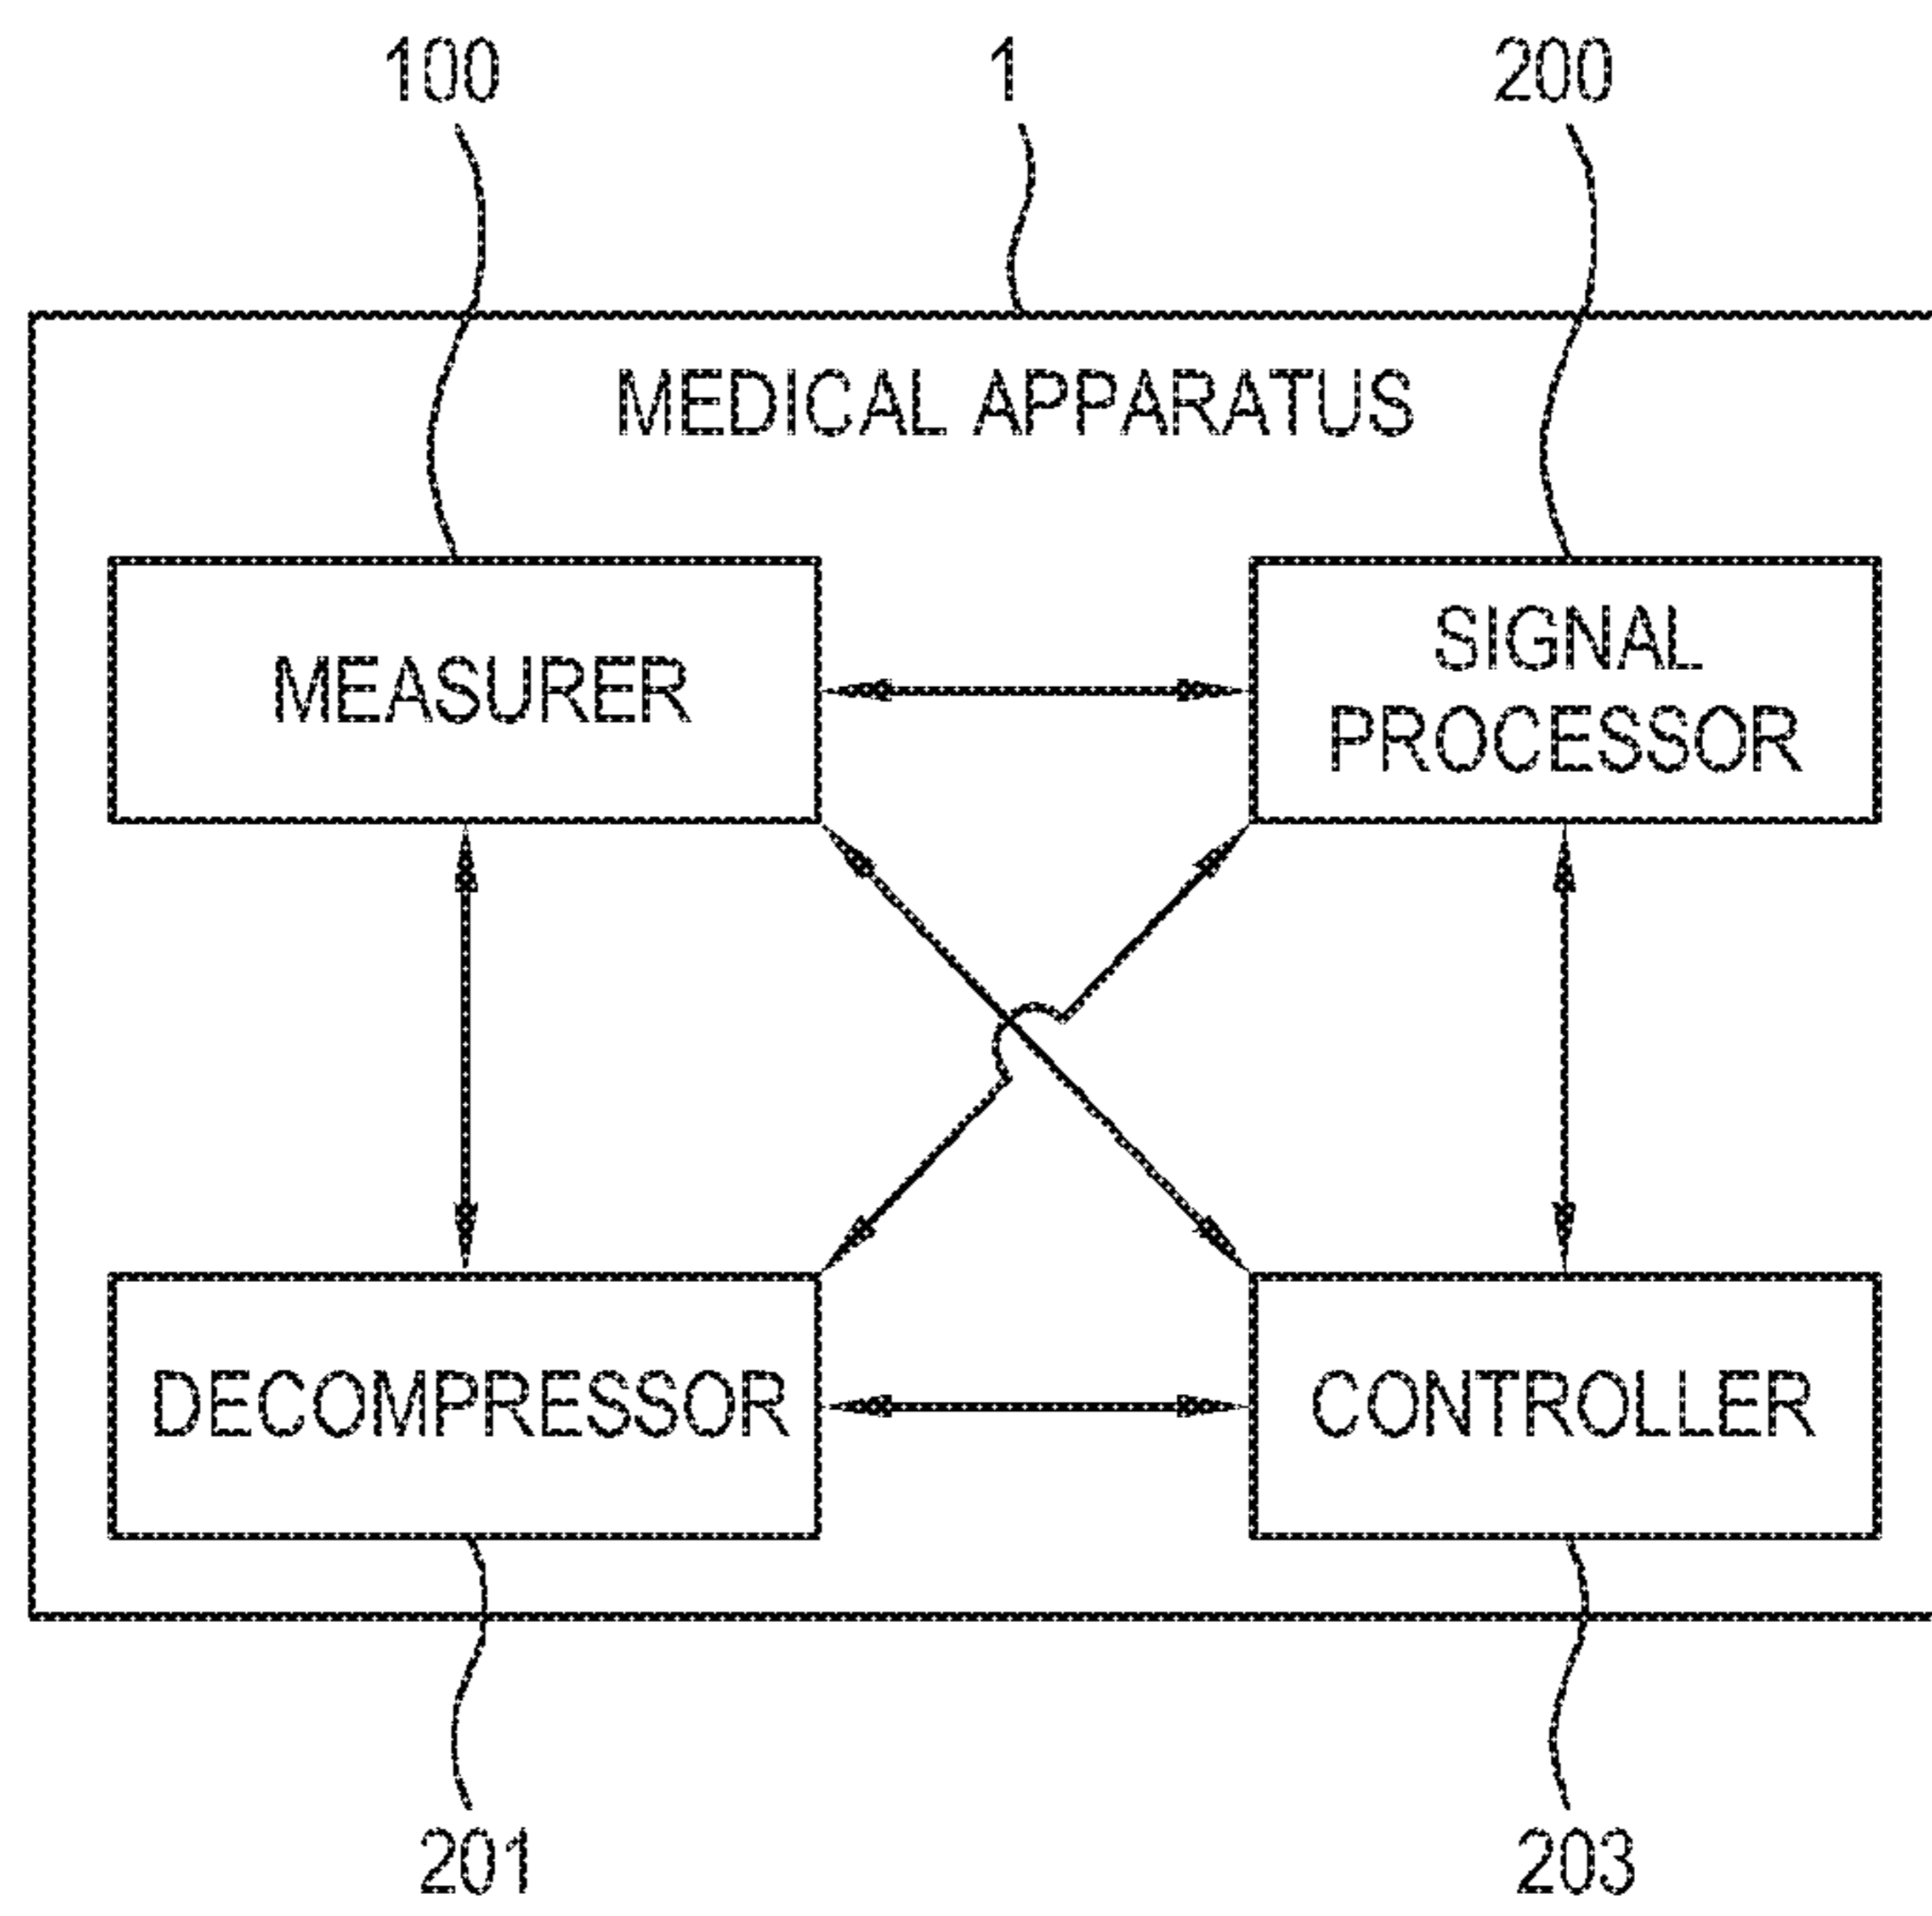 100
1
200
MEDICAL APPARATUS
MEASURER
SIGNAL
PROCESSOR
DECOMPRESSOR
CONTROLLER
201
203